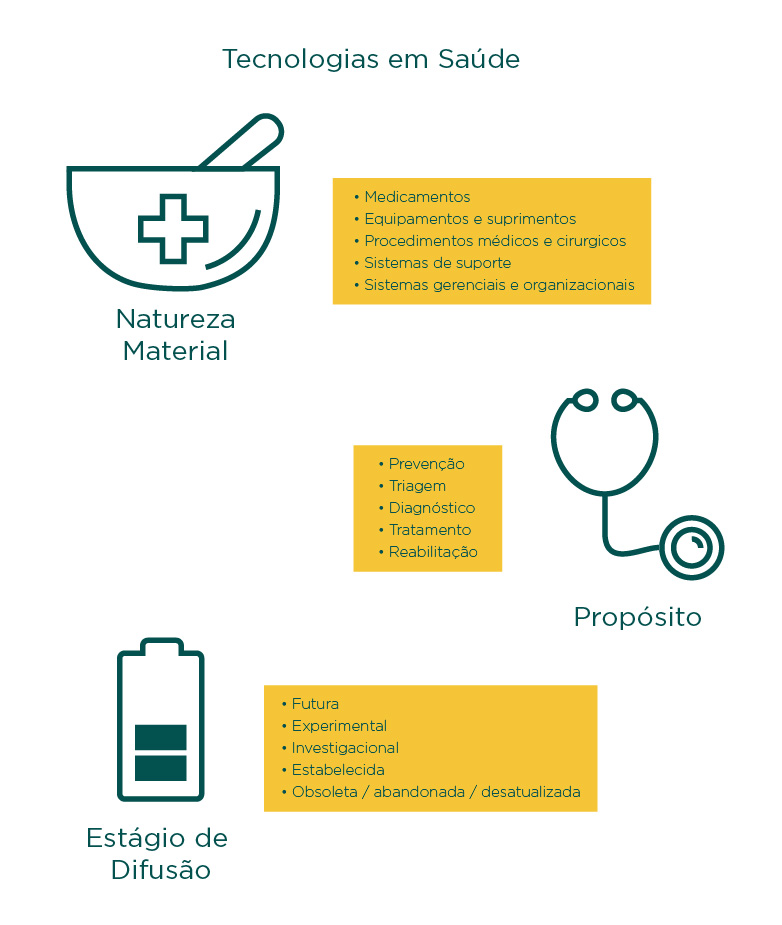 Tecnologias em Saúde
• Medicamentos
• Equipamentos e suprimentos
• Procedimentos médicos e cirurgicos
• Sistemas de suporte
• Sistemas gerenciais e organizacionais
Natureza
Material
• Prevenção
• Triagem
• Diagnóstico
• Tratamento
• Reabilitação
Propósito
• Futura
• Experimental
• Investigacional
• Estabelecida
• Obsoleta / abandonada / desatualizada
Estágio de
Difusão